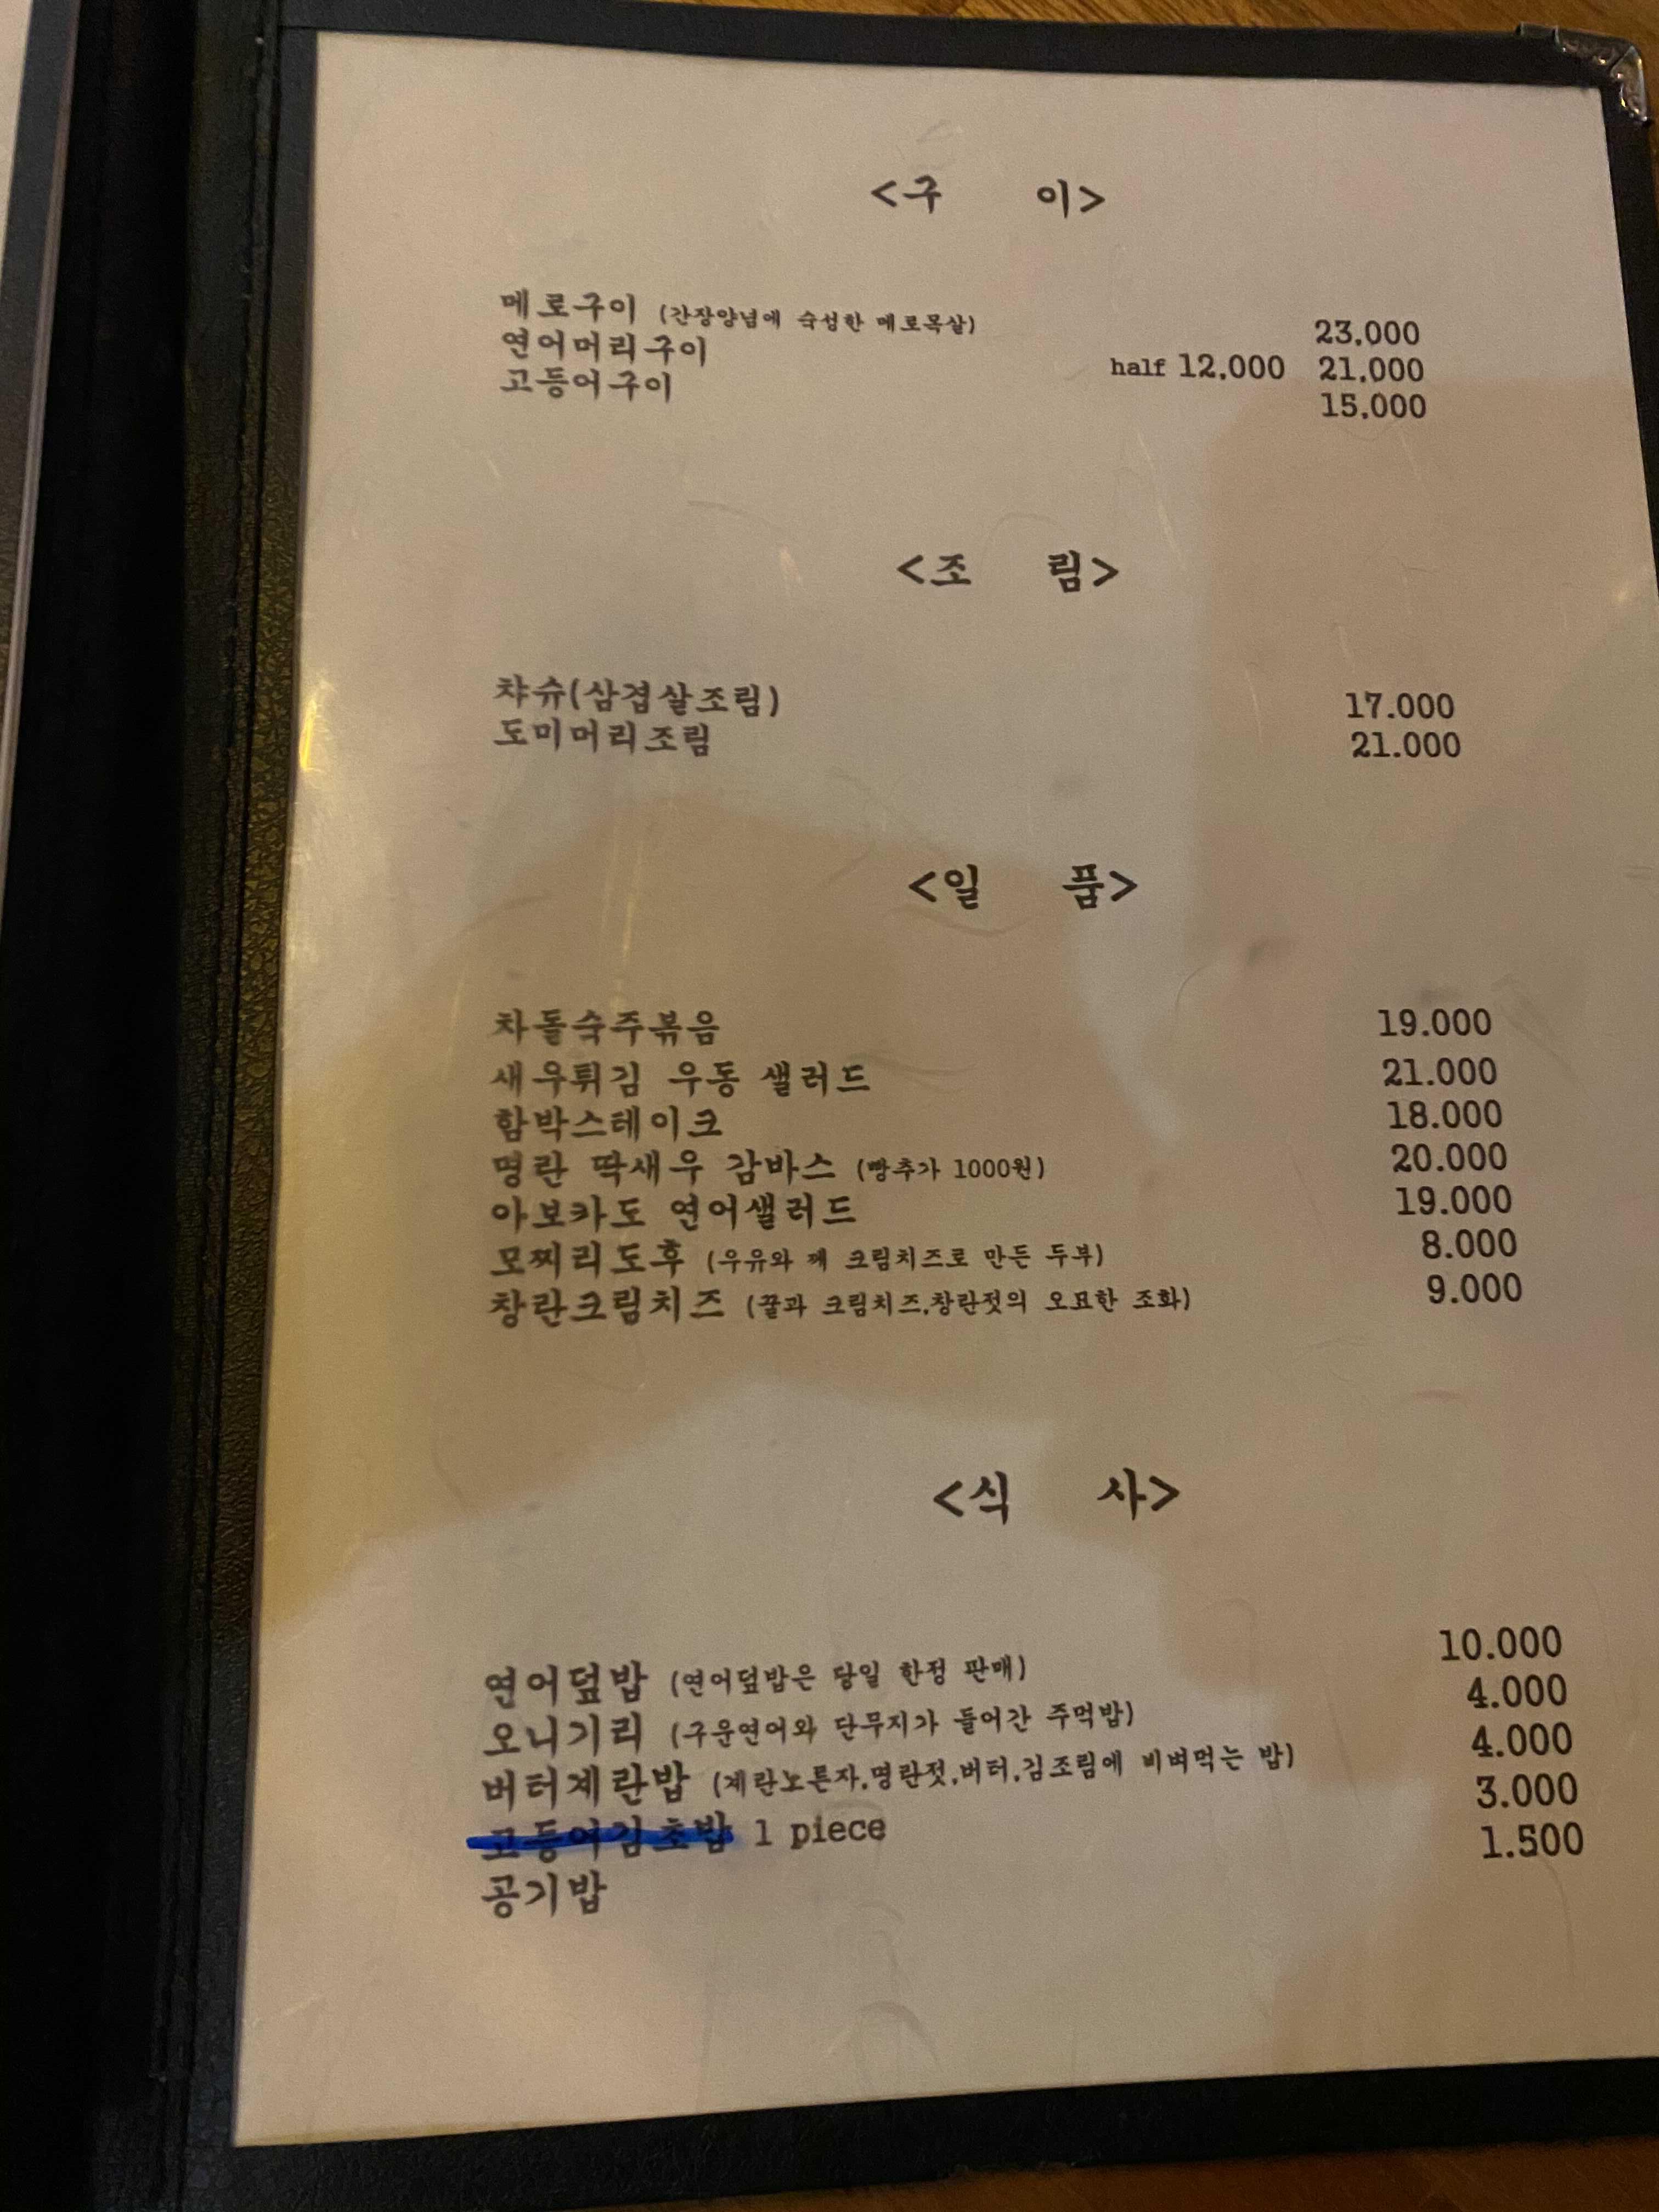 <구 이>
메로구이 (간장양념에 숙성한 메로목살) 23,000
연어머리구이 half 12,000 21,000
고등어구이 15,000
<조 림>
챠슈(삼겹살조림) 17.000
도미머리조림 21.000
<일 품>
차돌숙주볶음 19.000
새우튀김 우동 샐러드 21.000
함박스테이크 18.000
명란 딱새우 감바스 (빵추가 1000원) 20.000
아보카도 연어샐러드 19.000
모찌리도후 (우유와 깨 크림치즈로 만든 두부) 8.000
창란크림치즈 (꿀과 크림치즈,창란젓의 오묘한 조화) 9.000
<식 사>
연어덮밥 (연어덮밥은 당일 한정 판매) 10.000
오니기리 (구운연어와 단무지가 들어간 주먹밥) 4.000
버터계란밥 (계란노른자,명란젓,버터,김조림에 비벼먹는 밥) 4.000
고등어김초밥 1 piece 3.000
공기밥 1.500